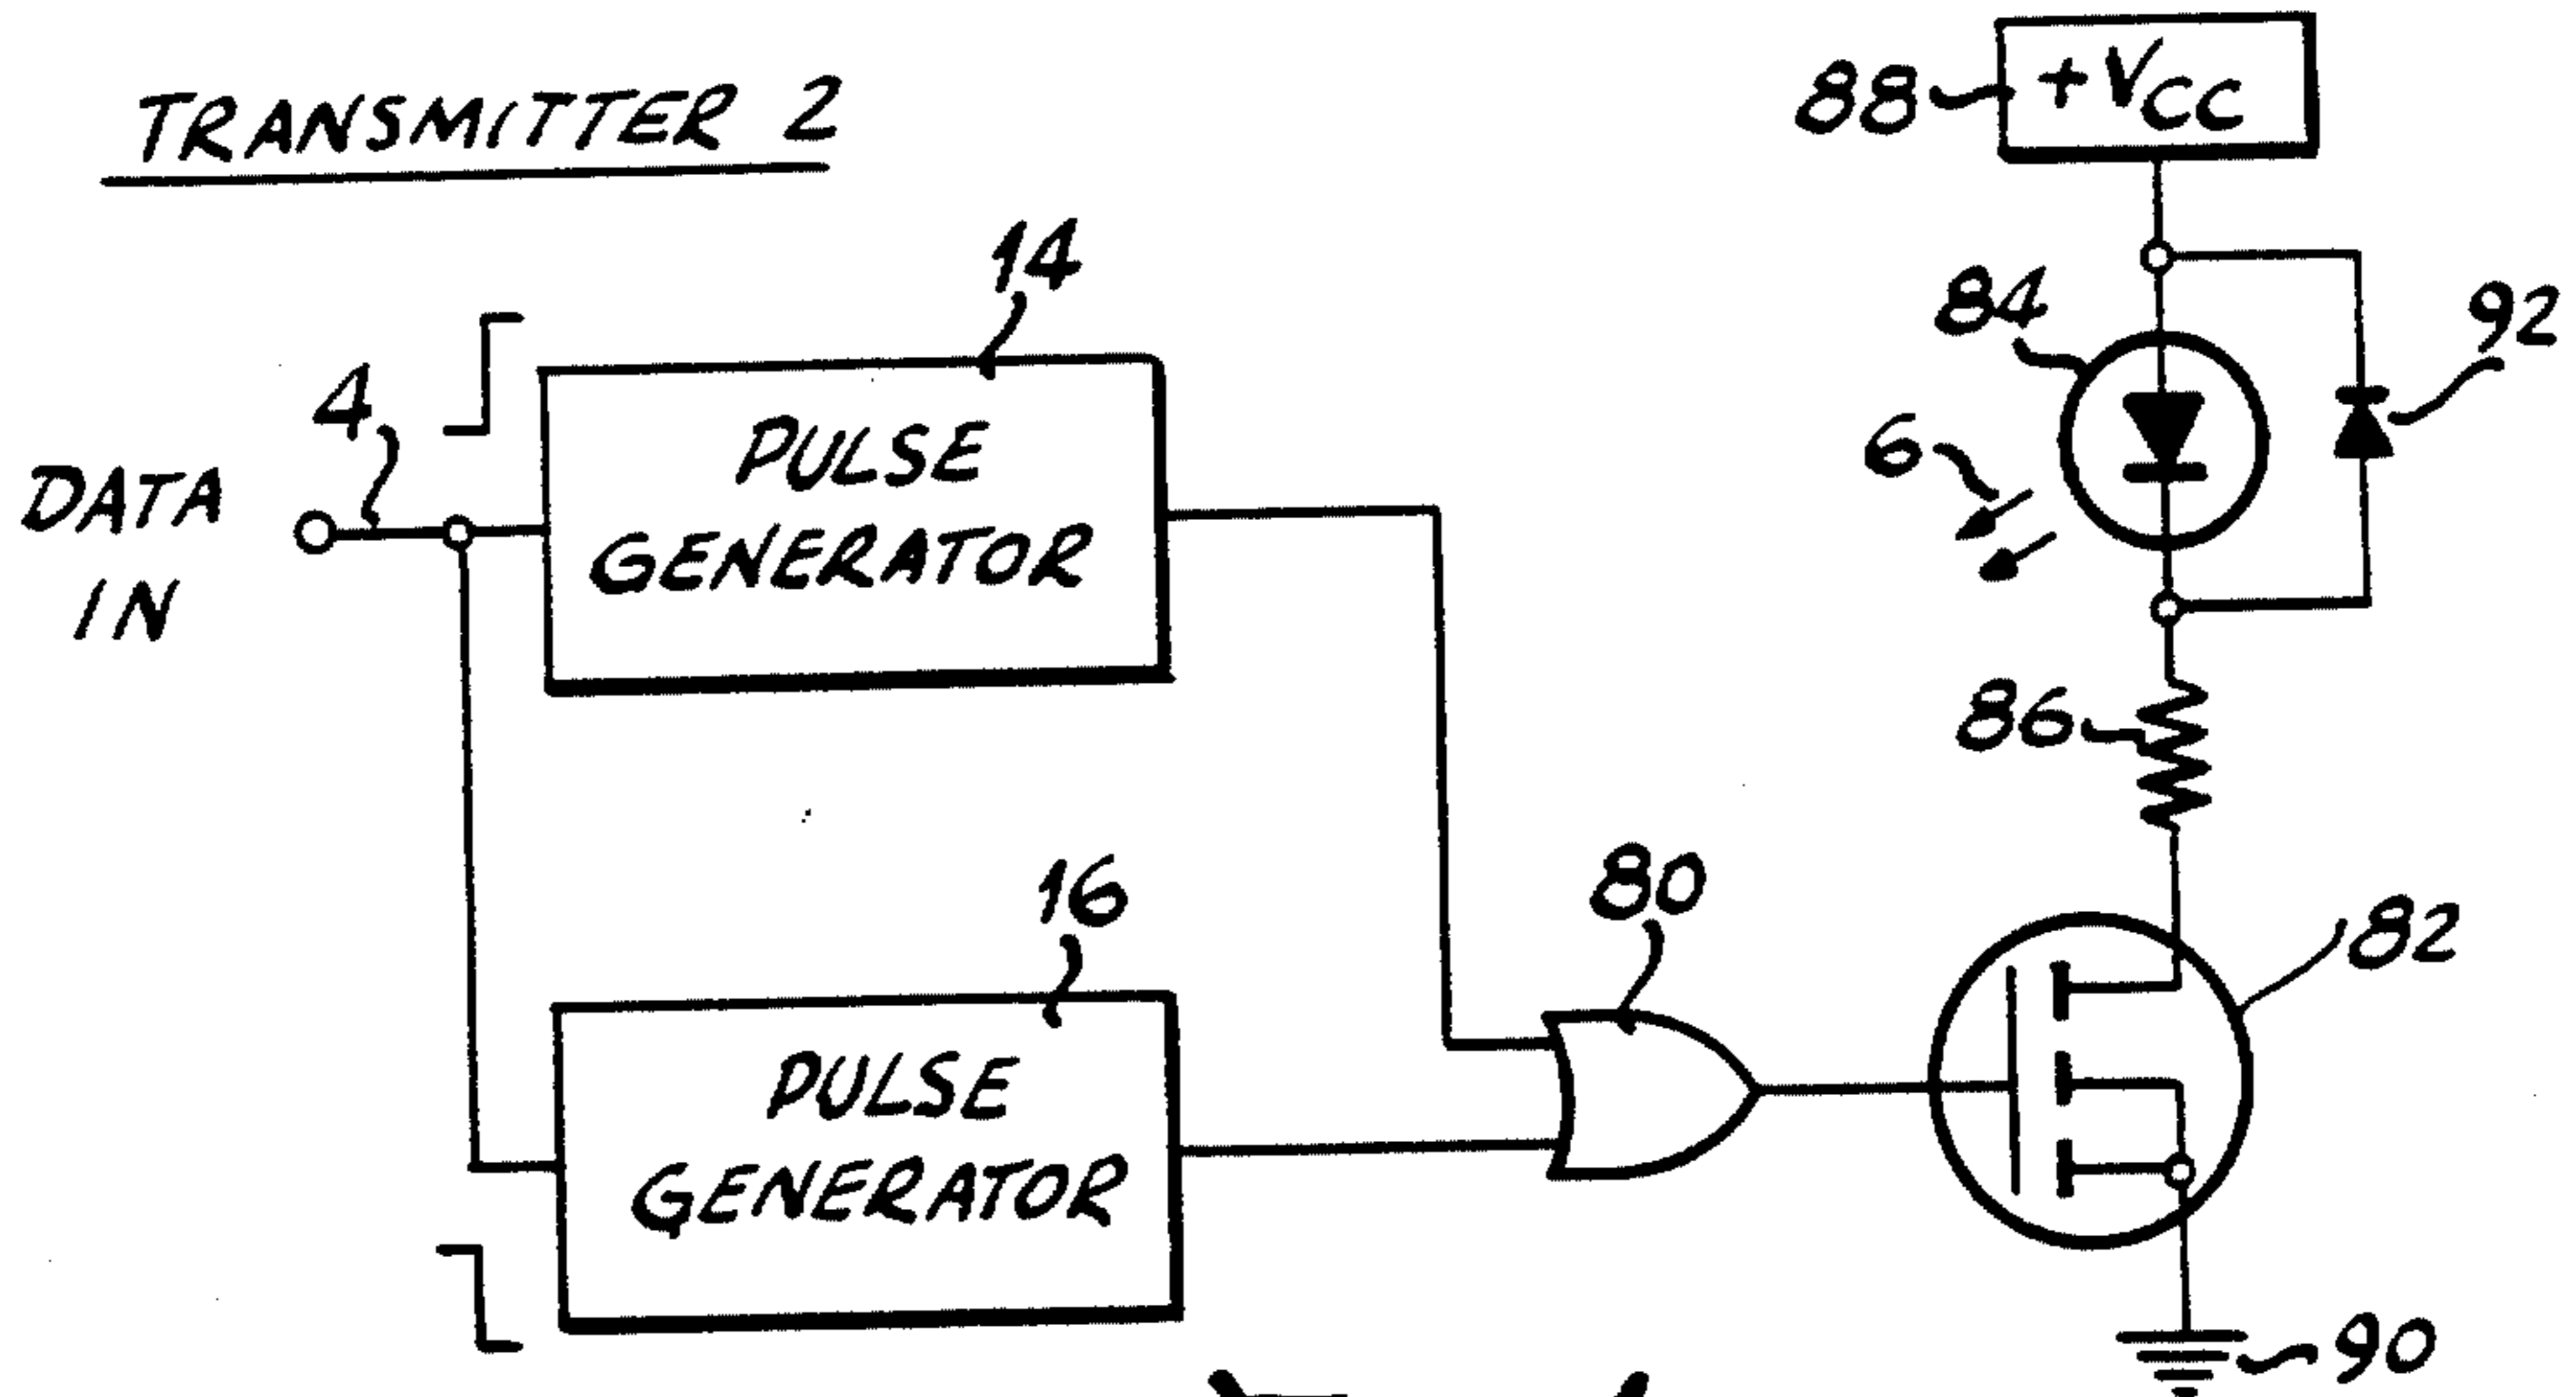 TRANSMITTER 2
88
+VCC
14
84
92
4
PULSE
GENERATOR
6
DATA
IN
86
16
80
82
PULSE
GENERATOR
90